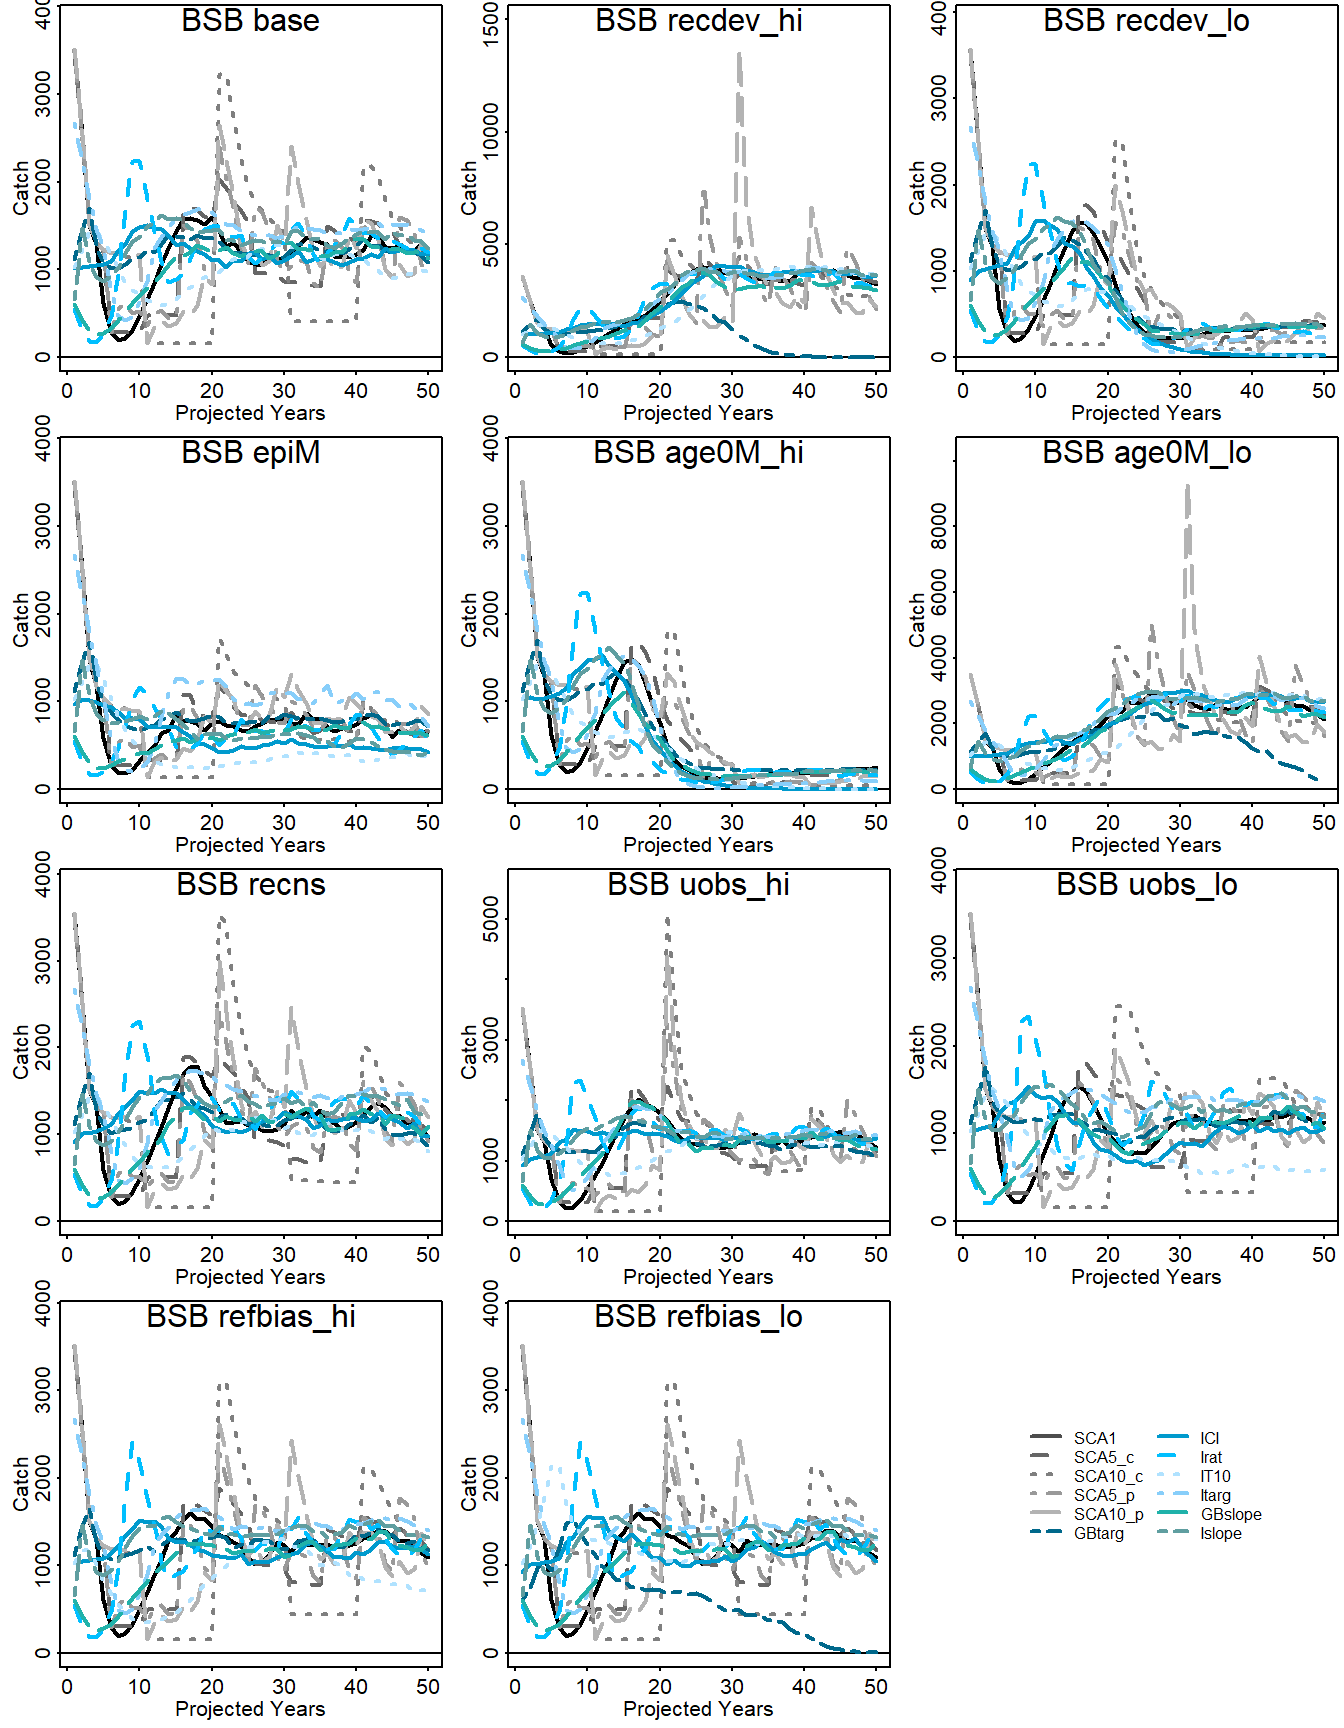 BSB base
Catch
0 1000 2000 3000 4000
0 10 20 30 40 50
Projected Years
BSB recdev_hi
Catch
0 5000 10000 15000
0 10 20 30 40 50
Projected Years
BSB recdev_lo
Catch
0 1000 2000 3000 4000
0 10 20 30 40 50
Projected Years
BSB epiM
Catch
0 1000 2000 3000 4000
0 10 20 30 40 50
Projected Years
BSB age0M_hi
Catch
0 1000 2000 3000 4000
0 10 20 30 40 50
Projected Years
BSB age0M_lo
Catch
0 2000 4000 6000 8000
0 10 20 30 40 50
Projected Years
BSB recns
Catch
0 1000 2000 3000 4000
0 10 20 30 40 50
Projected Years
BSB uobs_hi
Catch
0 1000 3000 5000
0 10 20 30 40 50
Projected Years
BSB uobs_lo
Catch
0 1000 2000 3000 4000
0 10 20 30 40 50
Projected Years
BSB refbias_hi
Catch
0 1000 2000 3000 4000
0 10 20 30 40 50
Projected Years
BSB refbias_lo
Catch
0 1000 2000 3000 4000
0 10 20 30 40 50
Projected Years
SCA1
SCA5_c
SCA10_c
SCA5_p
SCA10_p
GBtarg
ICI
Irat
IT10
Itarg
GBslope
Islope